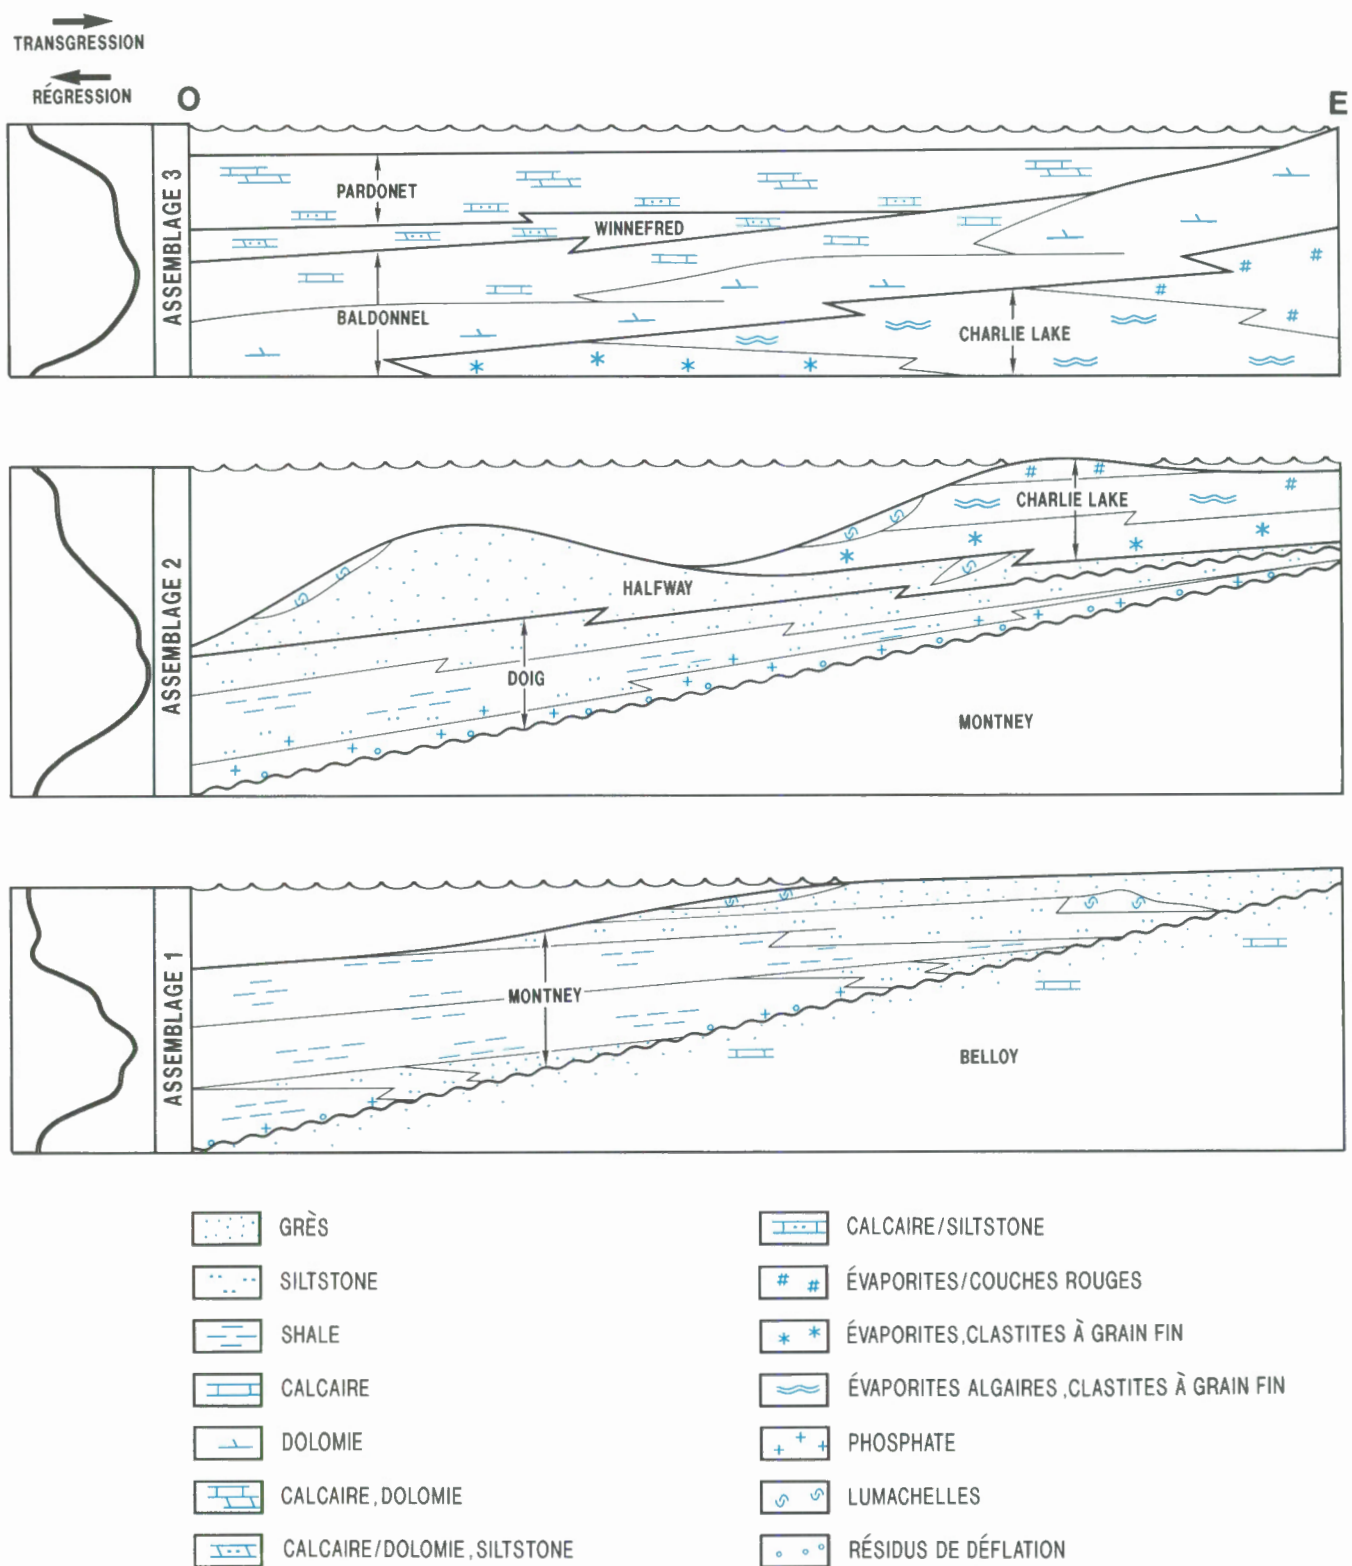 TRANSGRESSION
RÉGRESSION
O
E
ASSEMBLAGE 3
PARDONET
WINNEFRED
BALDONNEL
CHARLIE LAKE
ASSEMBLAGE 2
CHARLIE LAKE
HALFWAY
DOIG
MONTNEY
ASSEMBLAGE 1
MONTNEY
BELLOY
GRÈS
SILTSTONE
SHALE
CALCAIRE
DOLOMIE
CALCAIRE, DOLOMIE
CALCAIRE/DOLOMIE, SILTSTONE
CALCAIRE/SILTSTONE
ÉVAPORITES/COUCHES ROUGES
ÉVAPORITES, CLASTITES À GRAIN FIN
ÉVAPORITES ALGAIRES, CLASTITES À GRAIN FIN
PHOSPHATE
LUMACHELLES
RÉSIDUS DE DÉFLATION